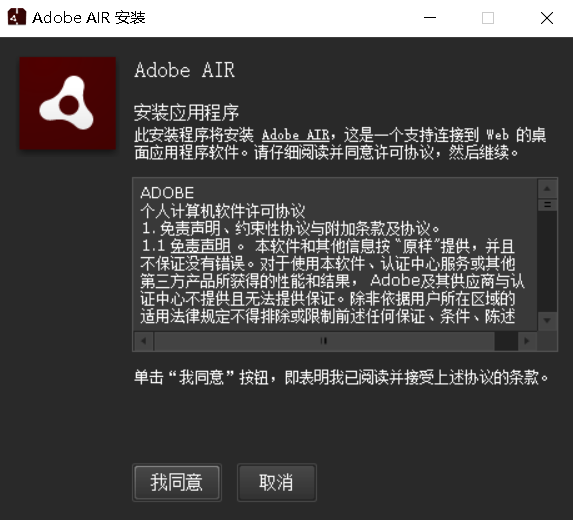 Adobe AIR 安装
Adobe AIR
安装应用程序
此安装程序将安装 Adobe AIR，这是一个支持连接到 Web 的桌
面应用程序软件。请仔细阅读并同意许可协议，然后继续。
ADOBE
个人计算机软件许可协议
1. 免责声明、约束性协议与附加条款及协议。
1.1 免责声明 。 本软件和其他信息按“原样”提供，并且
不保证没有错误。对于使用本软件、认证中心服务或其他
第三方产品所获得的性能和结果， Adobe及其供应商与认
证中心不提供且无法提供保证。除非依据用户所在区域的
适用法律规定不得排除或限制前述任何保证、条件、陈述
单击“我同意”按钮，即表明我已阅读并接受上述协议的条款。
我同意
取消